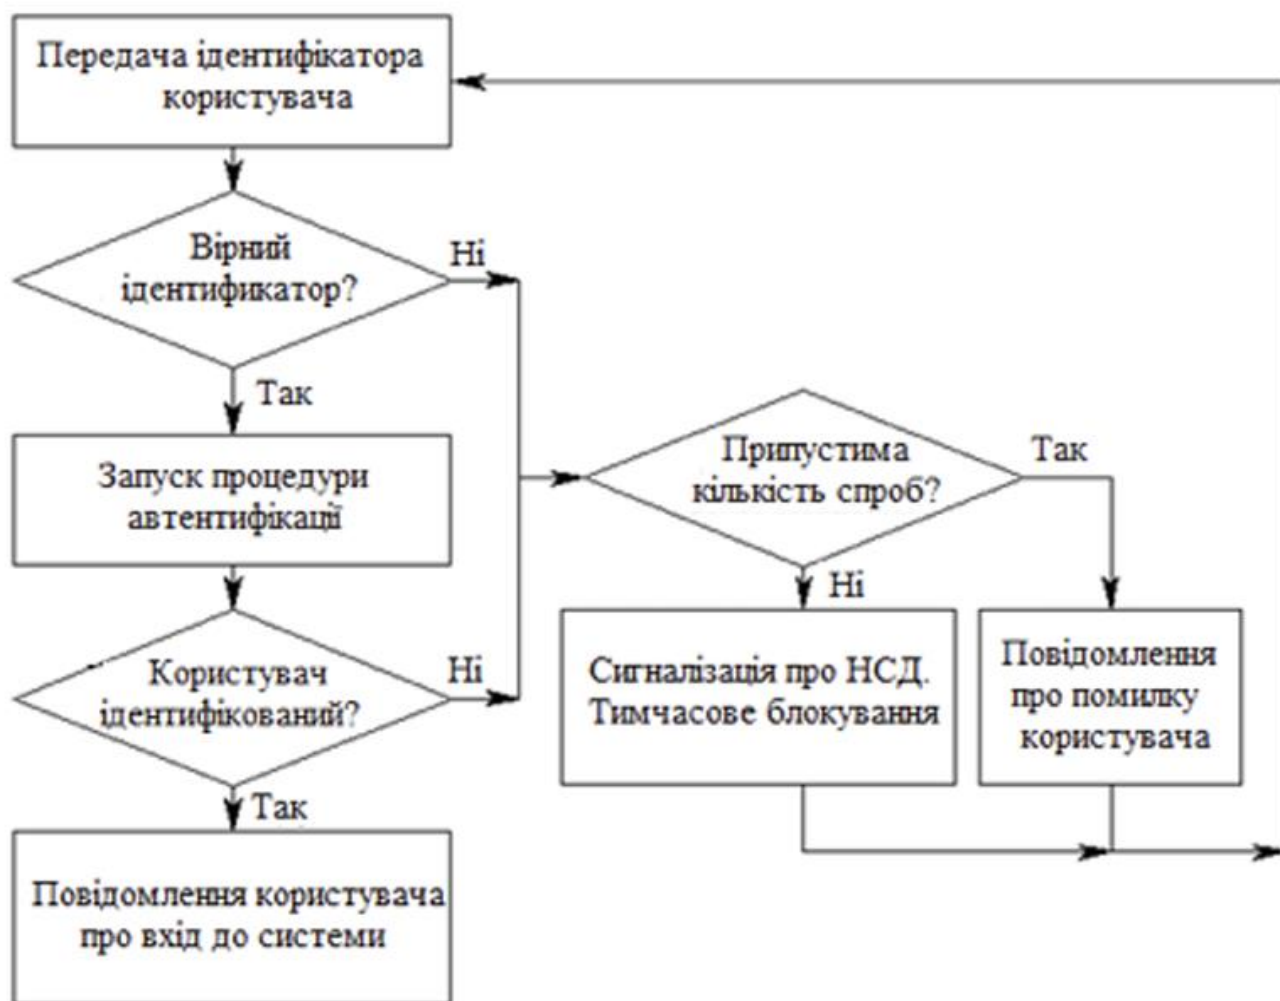 Передача ідентифікатора
користувача
Вірний
ідентификатор?
Ні
Так
Запуск процедури
автентифікації
Користувач
ідентифікований?
Ні
Так
Повідомлення користувача
про вхід до системи
Припустима
кількість спроб?
Так
Ні
Сигналізація про НСД.
Тимчасове блокування
Повідомлення
про помилку
користувача